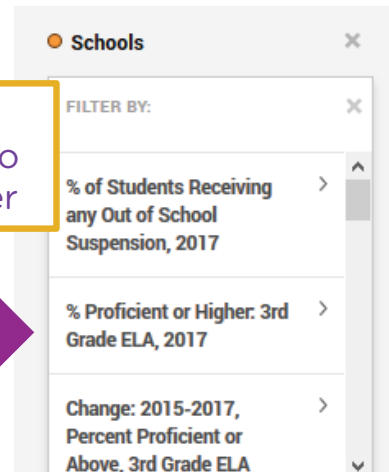 Schools
FILTER BY:
% of Students Receiving
any Out of School
Suspension, 2017
% Proficient or Higher: 3rd
Grade ELA, 2017
Change: 2015-2017,
Percent Proficient or
Above, 3rd Grade ELA